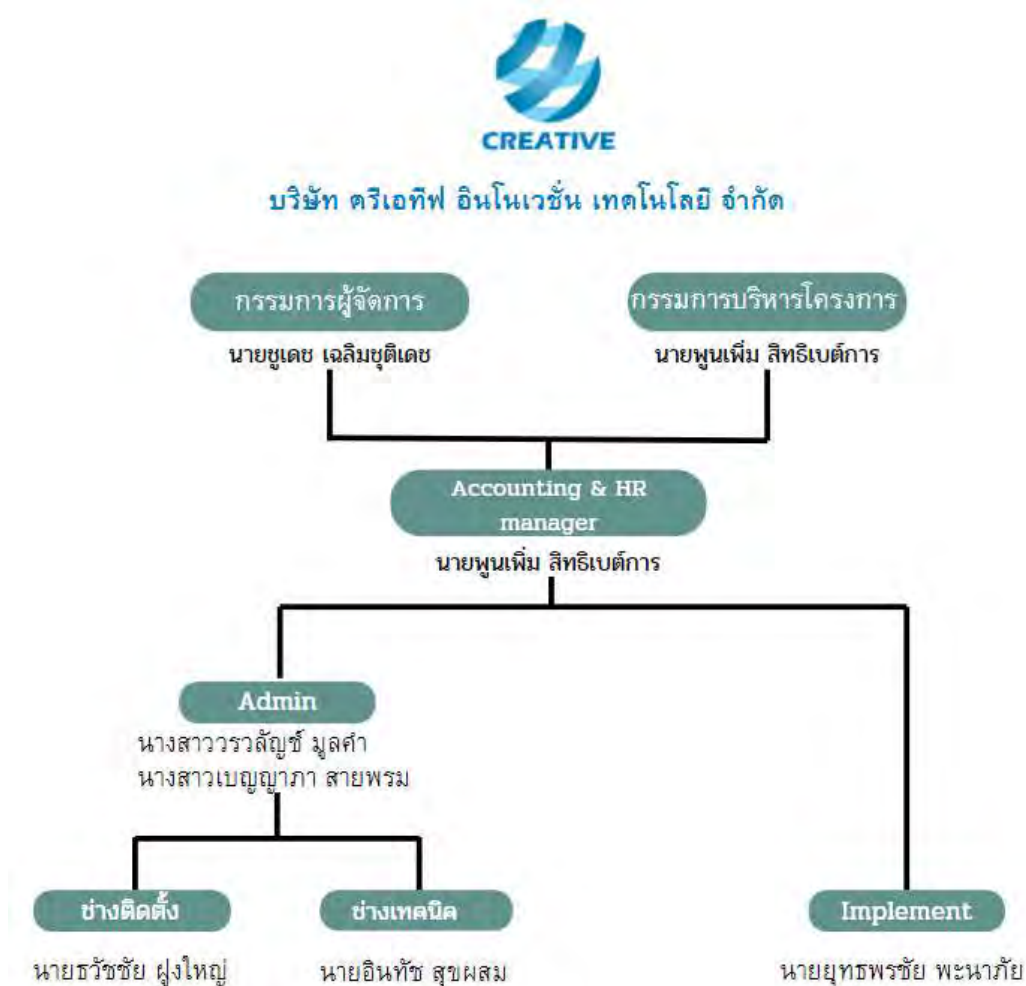 CREATIVE
บริษัท ครีเอทีฟ อินโนเวชั่น เทคโนโลยี จำกัด
กรรมการผู้จัดการ
กรรมการบริหารโครงการ
นายชูเดช เฉลิมชุติเดช
นายพูนเพิ่ม สิทธิเบต์การ
Accounting & HR
manager
นายพูนเพิ่ม สิทธิเบต์การ
Admin
นางสาววรวลัญช์ มูลคำ
นางสาวเบญญาภา สายพรม
ช่างติดตั้ง
ช่างเทคนิค
Implement
นายธวัชชัย ฝูงใหญ่
นายอินทัช สุขผสม
นายยุทธพรชัย พะนาภัย